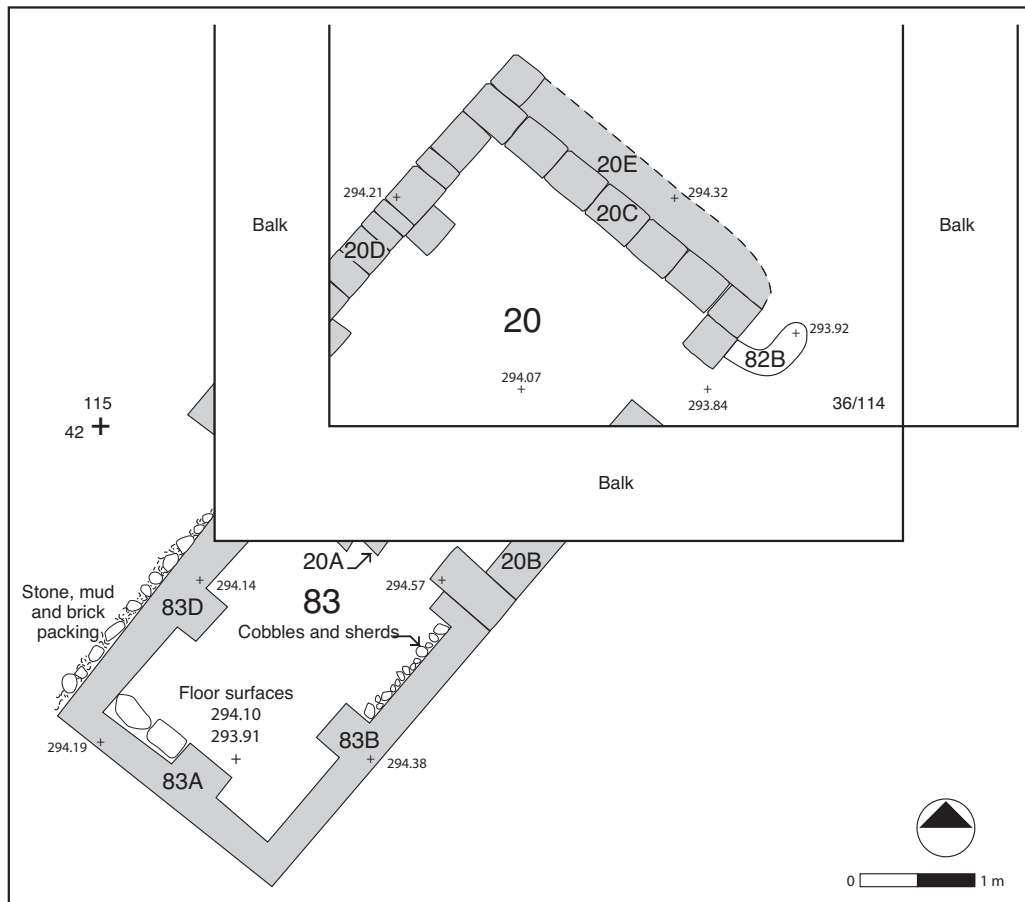 20E
294.21
294.32
20C
Balk
Balk
20D
20
293.92
82B
294.07
293.84
36/114
115
42
Balk
20A
20B
294.57
294.14
83
Stone, mud
and brick
packing
83D
Cobbles and sherds
Floor surfaces
294.10
293.91
83B
294.19
294.38
83A
0
1 m